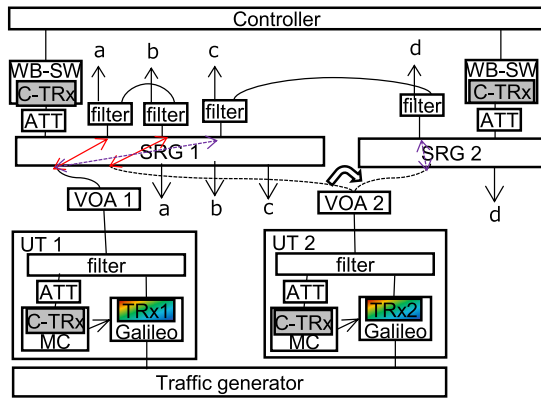 Controller
a b c d
WB-SW WB-SW
C-TRx C-TRx
filter filter filter filter
ATT ATT
SRG 1 SRG 2
VOA 1 a b c VOA 2 d
UT 1 UT 2
filter filter
ATT ATT
C-TRx TRx1 C-TRx TRx2
MC Galileo MC Galileo
Traffic generator